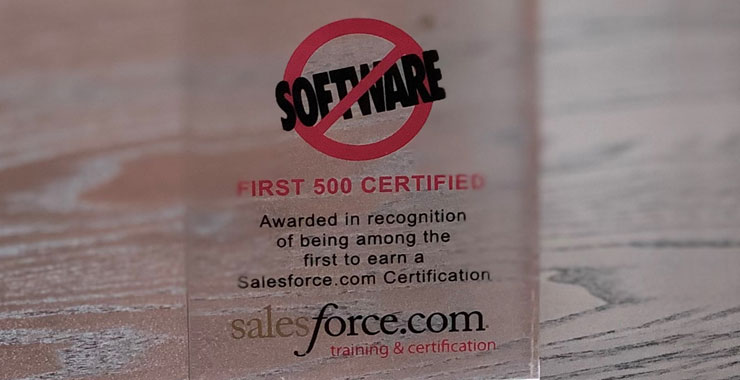 SOFTWARE
FIRST 500 CERTIFIED
Awarded in recognition
of being among the
first to earn a
Salesforce.com Certification
salesforce.com
training & certification